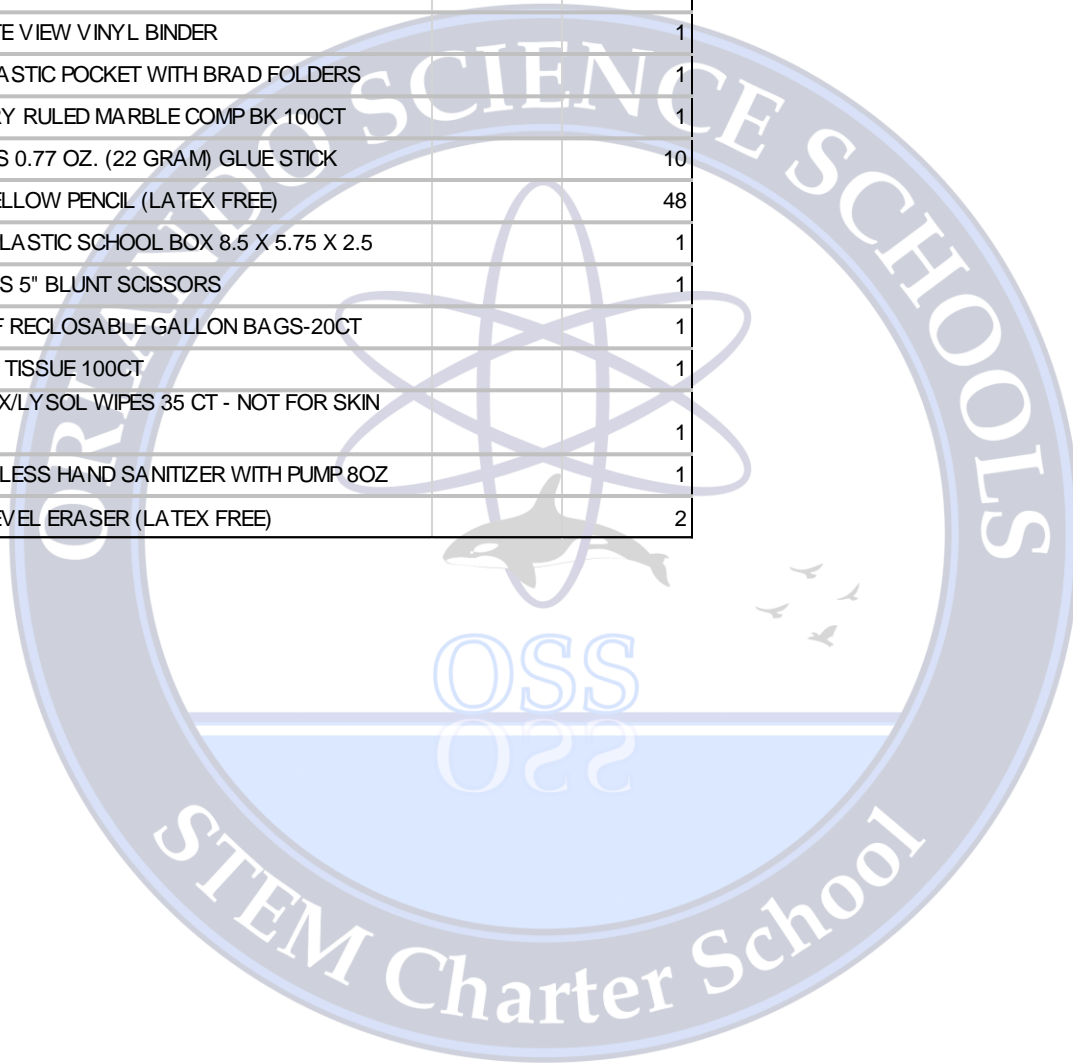 TE VIEW VINYL BINDER 1
ASTIC POCKET WITH BRAD FOLDERS 1
RY RULED MARBLE COMP BK 100CT 1
S 0.77 OZ. (22 GRAM) GLUE STICK 10
ELLOW PENCIL (LATEX FREE) 48
LASTIC SCHOOL BOX 8.5 X 5.75 X 2.5 1
S 5" BLUNT SCISSORS 1
F RECLOSABLE GALLON BAGS-20CT 1
TISSUE 100CT 1
X/LYSOL WIPES 35 CT - NOT FOR SKIN
1
LESS HAND SANITIZER WITH PUMP 8OZ 1
EVEL ERASER (LATEX FREE) 2
ORLANDO SCIENCE SCHOOLS
OSS
OSS
STEM Charter School